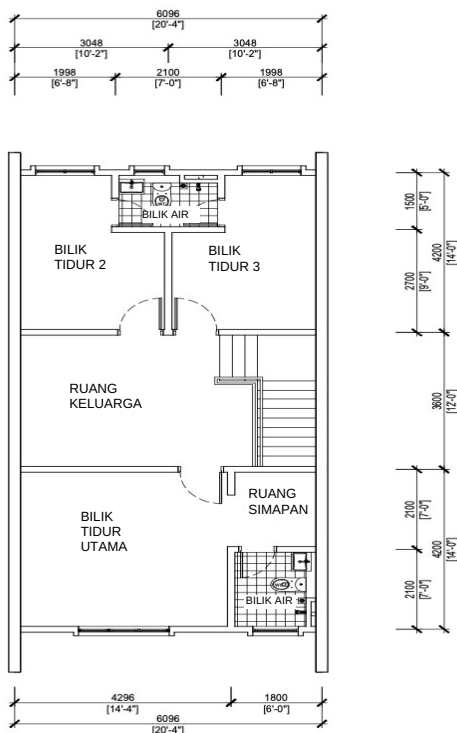 6096
[20'-4"]
3048
[10'-2"]
3048
[10'-2"]
1998
[6'-8"]
2100
[7'-0"]
1998
[6'-8"]
BILIK AIR
BILIK
TIDUR 2
BILIK
TIDUR 3
1500
[5'-0"]
2700
[9'-0"]
4200
[14'-0"]
RUANG
KELUARGA
3600
[12'-0"]
BILIK
TIDUR
UTAMA
RUANG
SIMAPAN
BILIK AIR
2100
[7'-0"]
2100
[7'-0"]
4200
[14'-0"]
4296
[14'-4"]
1800
[6'-0"]
6096
[20'-4"]